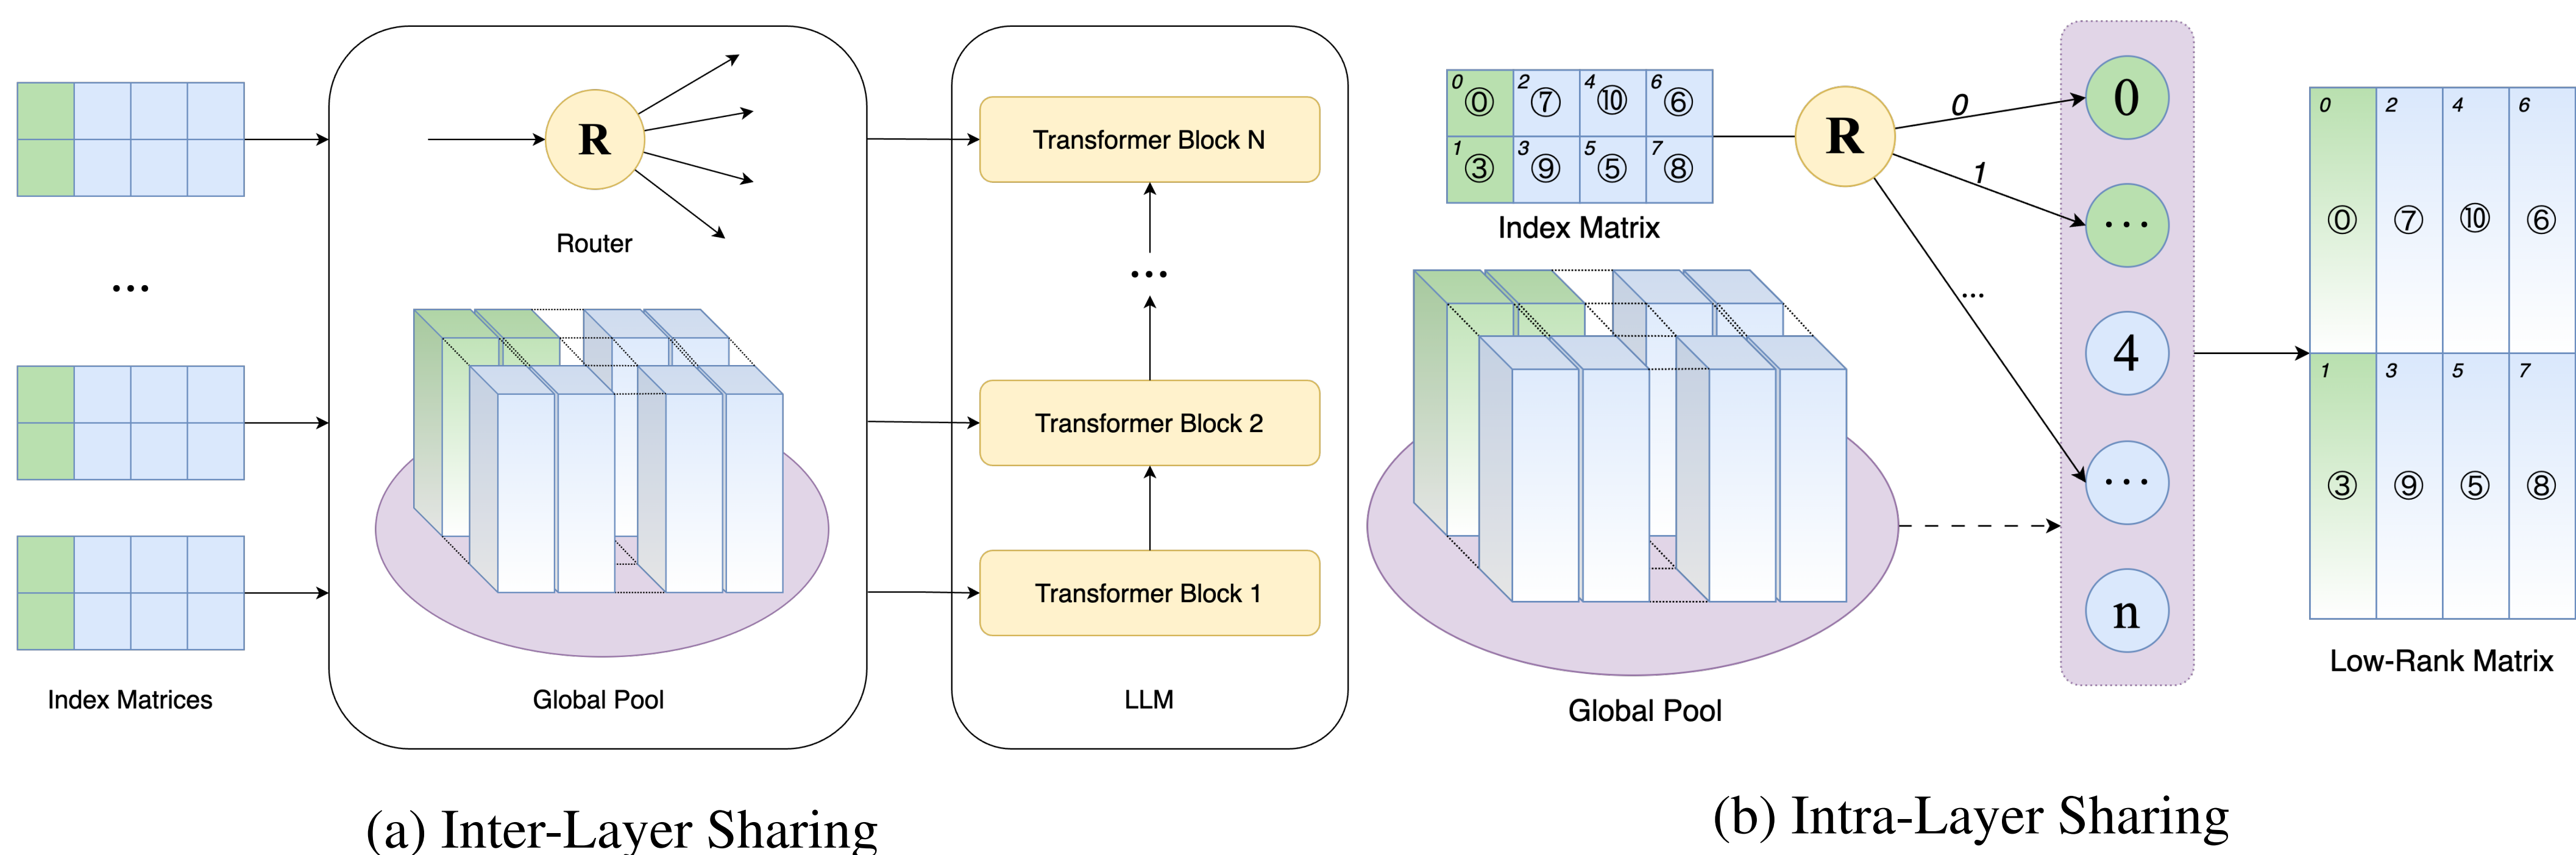 R
Router
...
Global Pool
Index Matrices
Transformer Block N
...
Transformer Block 2
Transformer Block 1
LLM
(a) Inter-Layer Sharing
0 ⓪ 2 ⑦ 4 ⑩ 6 ⑥
1 ③ 3 ⑨ 5 ⑤ 7 ⑧
Index Matrix
R
0
1
...
Global Pool
0
...
4
...
n
0 2 4 6
⓪ ⑦ ⑩ ⑥
1 3 5 7
③ ⑨ ⑤ ⑧
Low-Rank Matrix
(b) Intra-Layer Sharing